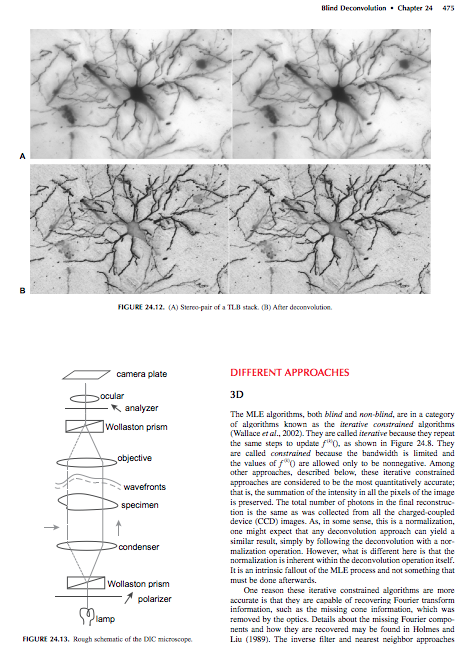 Blind Deconvolution • Chapter 24 475
A
B
FIGURE 24.12. (A) Stereo-pair of a TLB stack. (B) After deconvolution.
camera plate
ocular
analyzer
Wollaston prism
objective
wavefronts
specimen
condenser
Wollaston prism
polarizer
lamp
FIGURE 24.13. Rough schematic of the DIC microscope.
DIFFERENT APPROACHES
3D
The MLE algorithms, both blind and non-blind, are in a category
of algorithms known as the iterative constrained algorithms
(Wallace et al., 2002). They are called iterative because they repeat
the same steps to update f^(k)(), as shown in Figure 24.8. They
are called constrained because the bandwidth is limited and
the values of f^(k)() are allowed only to be nonnegative. Among
other approaches, described below, these iterative constrained
approaches are considered to be the most quantitatively accurate;
that is, the summation of the intensity in all the pixels of the image
is preserved. The total number of photons in the final reconstruc-
tion is the same as was collected from all the charged-coupled
device (CCD) images. As, in some sense, this is a normalization,
one might expect that any deconvolution approach can yield a
similar result, simply by following the deconvolution with a nor-
malization operation. However, what is different here is that the
normalization is inherent within the deconvolution operation itself.
It is an intrinsic fallout of the MLE process and not something that
must be done afterwards.
One reason these iterative constrained algorithms are more
accurate is that they are capable of recovering Fourier transform
information, such as the missing cone information, which was
removed by the optics. Details about the missing Fourier compo-
nents and how they are recovered may be found in Holmes and
Liu (1989). The inverse filter and nearest neighbor approaches